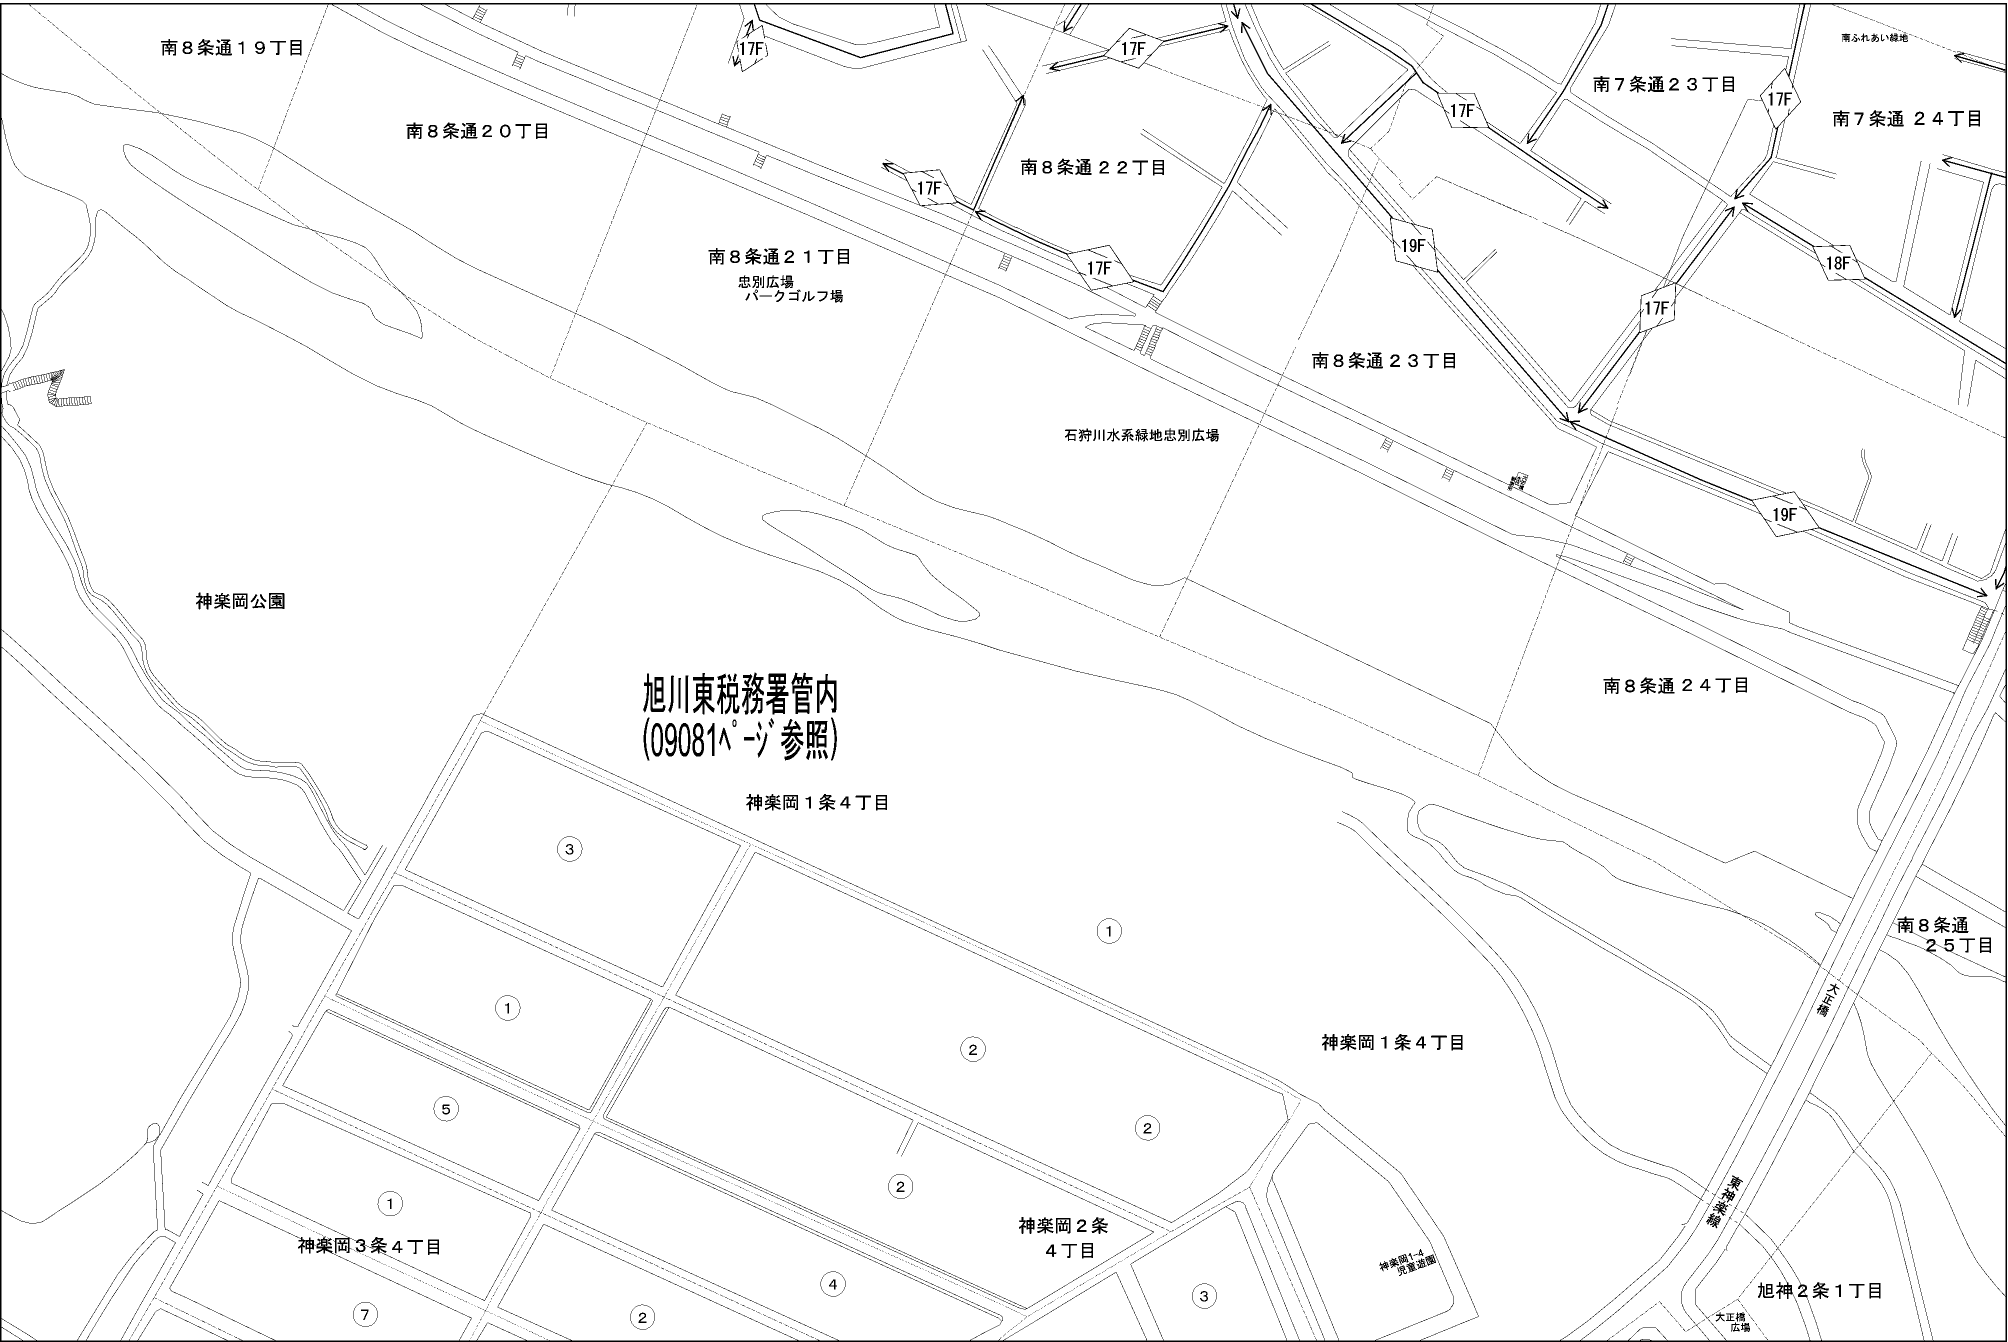 南８条通１９丁目
17F
17F
南ふれあい緑地
南７条通２３丁目
17F
17F
南７条通 ２４丁目
南８条通２０丁目
南８条通２２丁目
17F
南８条通２１丁目
忠別広場
パークゴルフ場
17F
19F
18F
17F
南８条通２３丁目
石狩川水系緑地忠別広場
19F
神楽岡公園
旭川東税務署管内
(09081ﾍﾟｰｼﾞ参照)
南８条通２４丁目
神楽岡１条４丁目
3
1
南８条通
２５丁目
大正橋
1
2
神楽岡１条４丁目
5
2
2
1
東神楽線
神楽岡２条
４丁目
神楽岡３条４丁目
神楽岡1-4
児童遊園
4
3
旭神２条１丁目
7
2
大正橋
広場